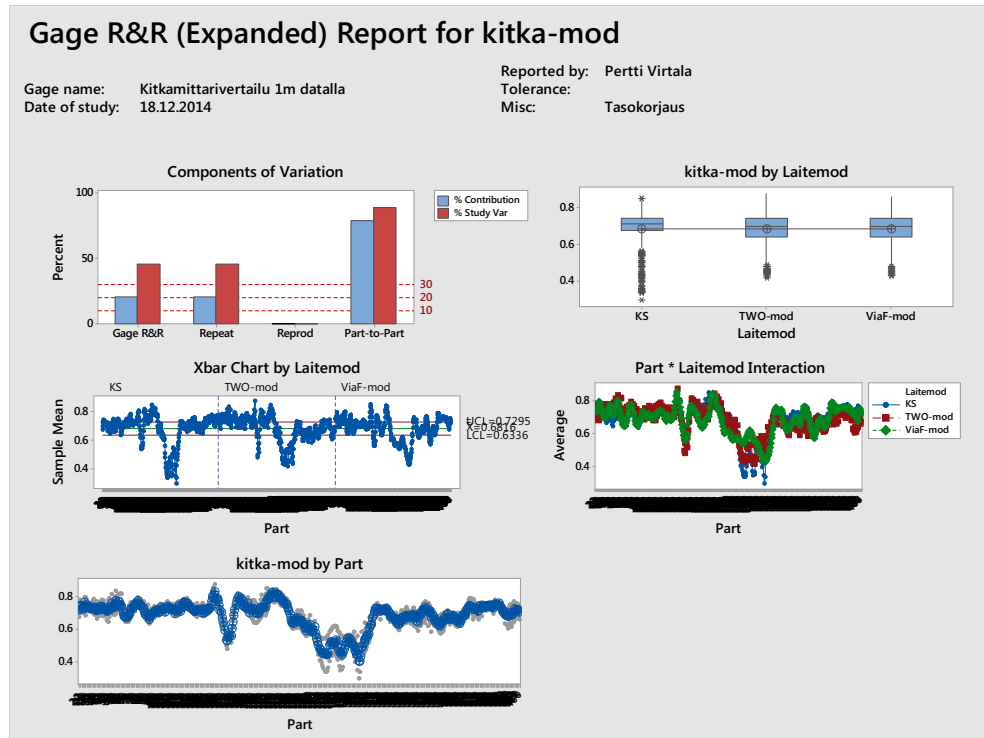 Gage R&R (Expanded) Report for kitka-mod
Gage name: Kitkamittarivertailu 1m datalla
Date of study: 18.12.2014
Reported by: Pertti Virtala
Tolerance:
Misc: Tasokorjaus
Components of Variation
100
50
0
Percent
30
20
10
Gage R&R Repeat Reprod Part-to-Part
% Contribution
% Study Var
kitka-mod by Laitemod
0.8
0.6
0.4
KS TWO-mod ViaF-mod
Laitemod
Xbar Chart by Laitemod
KS TWO-mod ViaF-mod
0.8
0.6
0.4
Sample Mean
UCL=0.7295
X=0.6816
LCL=0.6336
Part
Part * Laitemod Interaction
0.8
0.6
0.4
Average
Laitemod
KS
TWO-mod
ViaF-mod
Part
kitka-mod by Part
0.8
0.6
0.4
Part